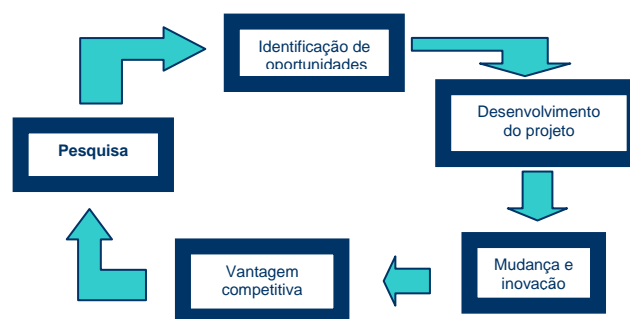 Identificação de
oportunidades
Desenvolvimento
do projeto
Pesquisa
Mudança e
inovação
Vantagem
competitiva